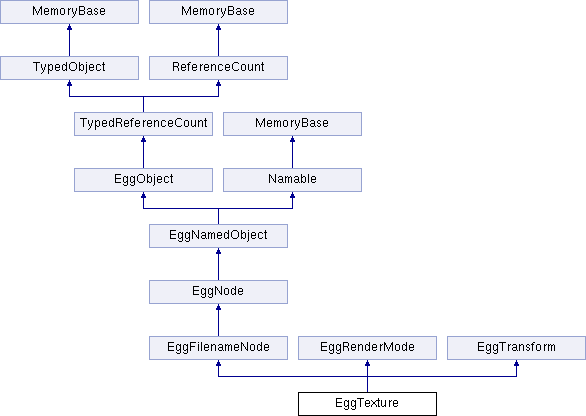 MemoryBase
MemoryBase
TypedObject
ReferenceCount
TypedReferenceCount
MemoryBase
EggObject
Namable
EggNamedObject
EggNode
EggFilenameNode
EggRenderMode
EggTransform
EggTexture